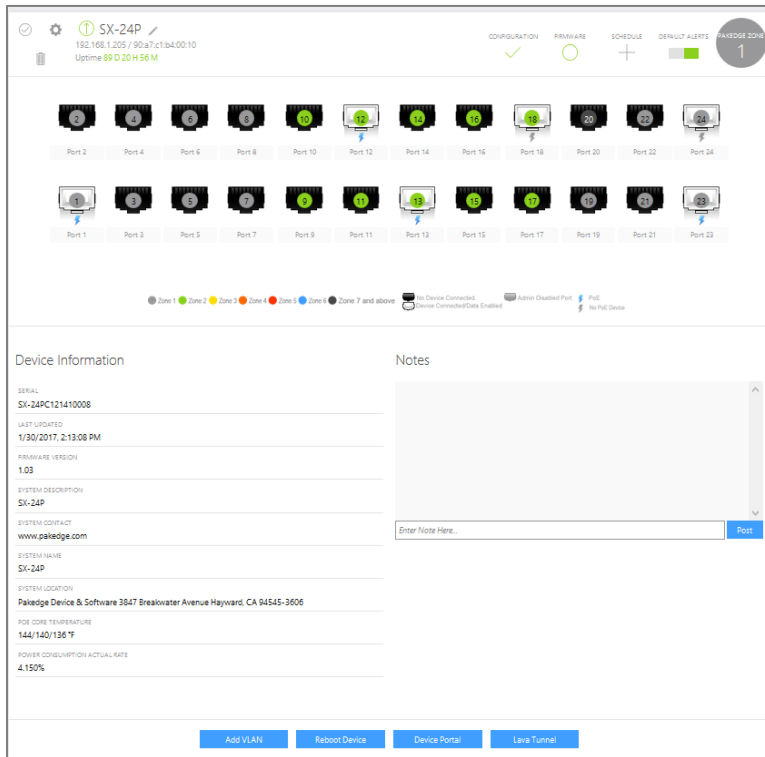 SX-24P
192.168.1.205 / 90:a7:c1:b4:00:10
Uptime 89 D 20 H 56 M
CONFIGURATION FIRMWARE SCHEDULE DEFAULT ALERTS PAKEDGE ZONE
1
2 4 6 8 10 12 14 16 18 20 22 24
Port 2 Port 4 Port 6 Port 8 Port 10 Port 12 Port 14 Port 16 Port 18 Port 20 Port 22 Port 24
1 3 5 7 9 11 13 15 17 19 21 23
Port 1 Port 3 Port 5 Port 7 Port 9 Port 11 Port 13 Port 15 Port 17 Port 19 Port 21 Port 23
Zone 1 Zone 2 Zone 3 Zone 4 Zone 5 Zone 6 Zone 7 and above No Device Connected Admin Disabled Port PoE
Device Connected/Data Enabled No PoE Device
Device Information
Notes
SERIAL
SX-24PC121410008
LAST UPDATED
1/30/2017, 2:13:08 PM
FIRMWARE VERSION
1.03
SYSTEM DESCRIPTION
SX-24P
SYSTEM CONTACT
www.pakedge.com
Enter Note Here..
Post
SYSTEM NAME
SX-24P
SYSTEM LOCATION
Pakedge Device & Software 3847 Breakwater Avenue Hayward, CA 94545-3606
POE CORE TEMPERATURE
144/140/136 °F
POWER CONSUMPTION ACTUAL RATE
4.150%
Add VLAN Reboot Device Device Portal Lava Tunnel